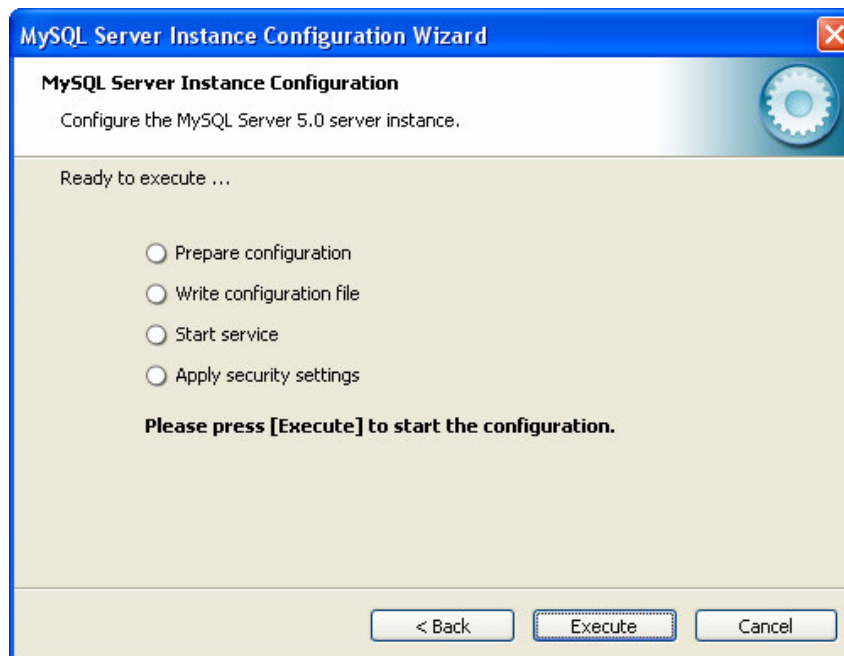 MySQL Server Instance Configuration Wizard
MySQL Server Instance Configuration
Configure the MySQL Server 5.0 server instance.
Ready to execute ...
Prepare configuration
Write configuration file
Start service
Apply security settings
Please press [Execute] to start the configuration.
< Back
Execute
Cancel